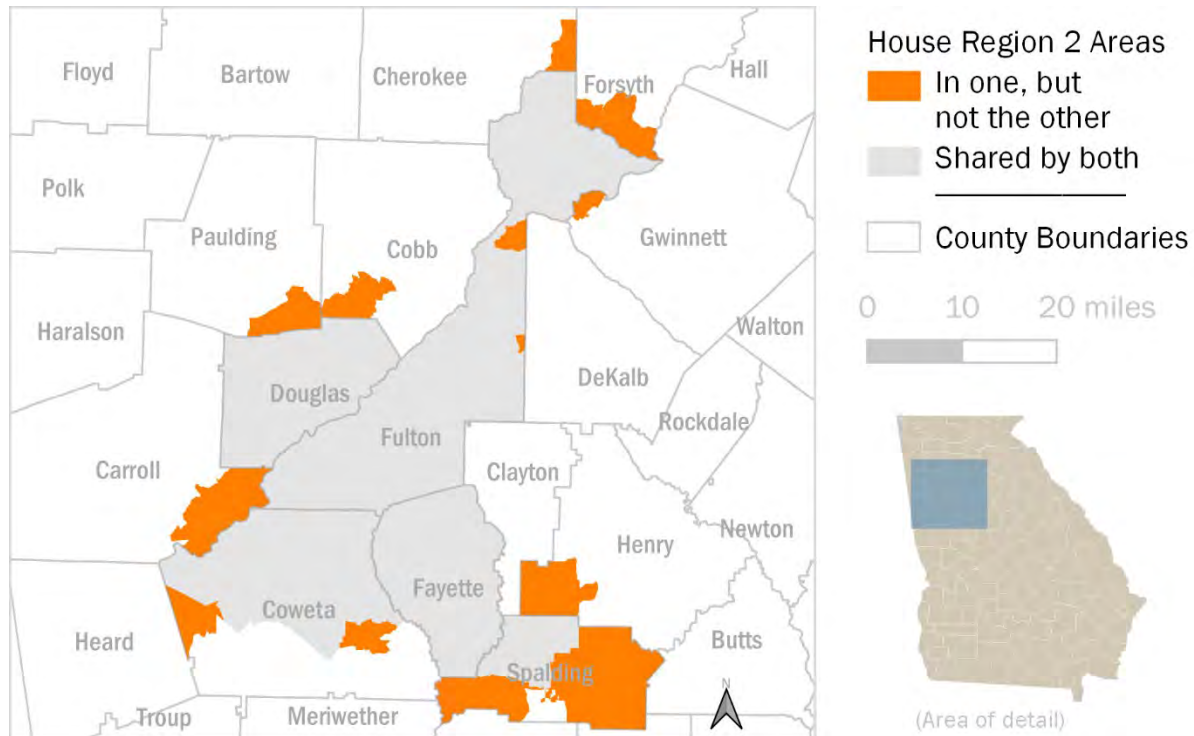 Floyd
Bartow
Cherokee
Forsyth
Hall
Polk
Paulding
Cobb
Gwinnett
Haralson
Walton
Douglas
DeKalb
Rockdale
Fulton
Carroll
Clayton
Newton
Henry
Fayette
Coweta
Heard
Butts
Spalding
Troup
Meriwether
N
House Region 2 Areas
In one, but
not the other
Shared by both
County Boundaries
0 10 20 miles
(Area of detail)